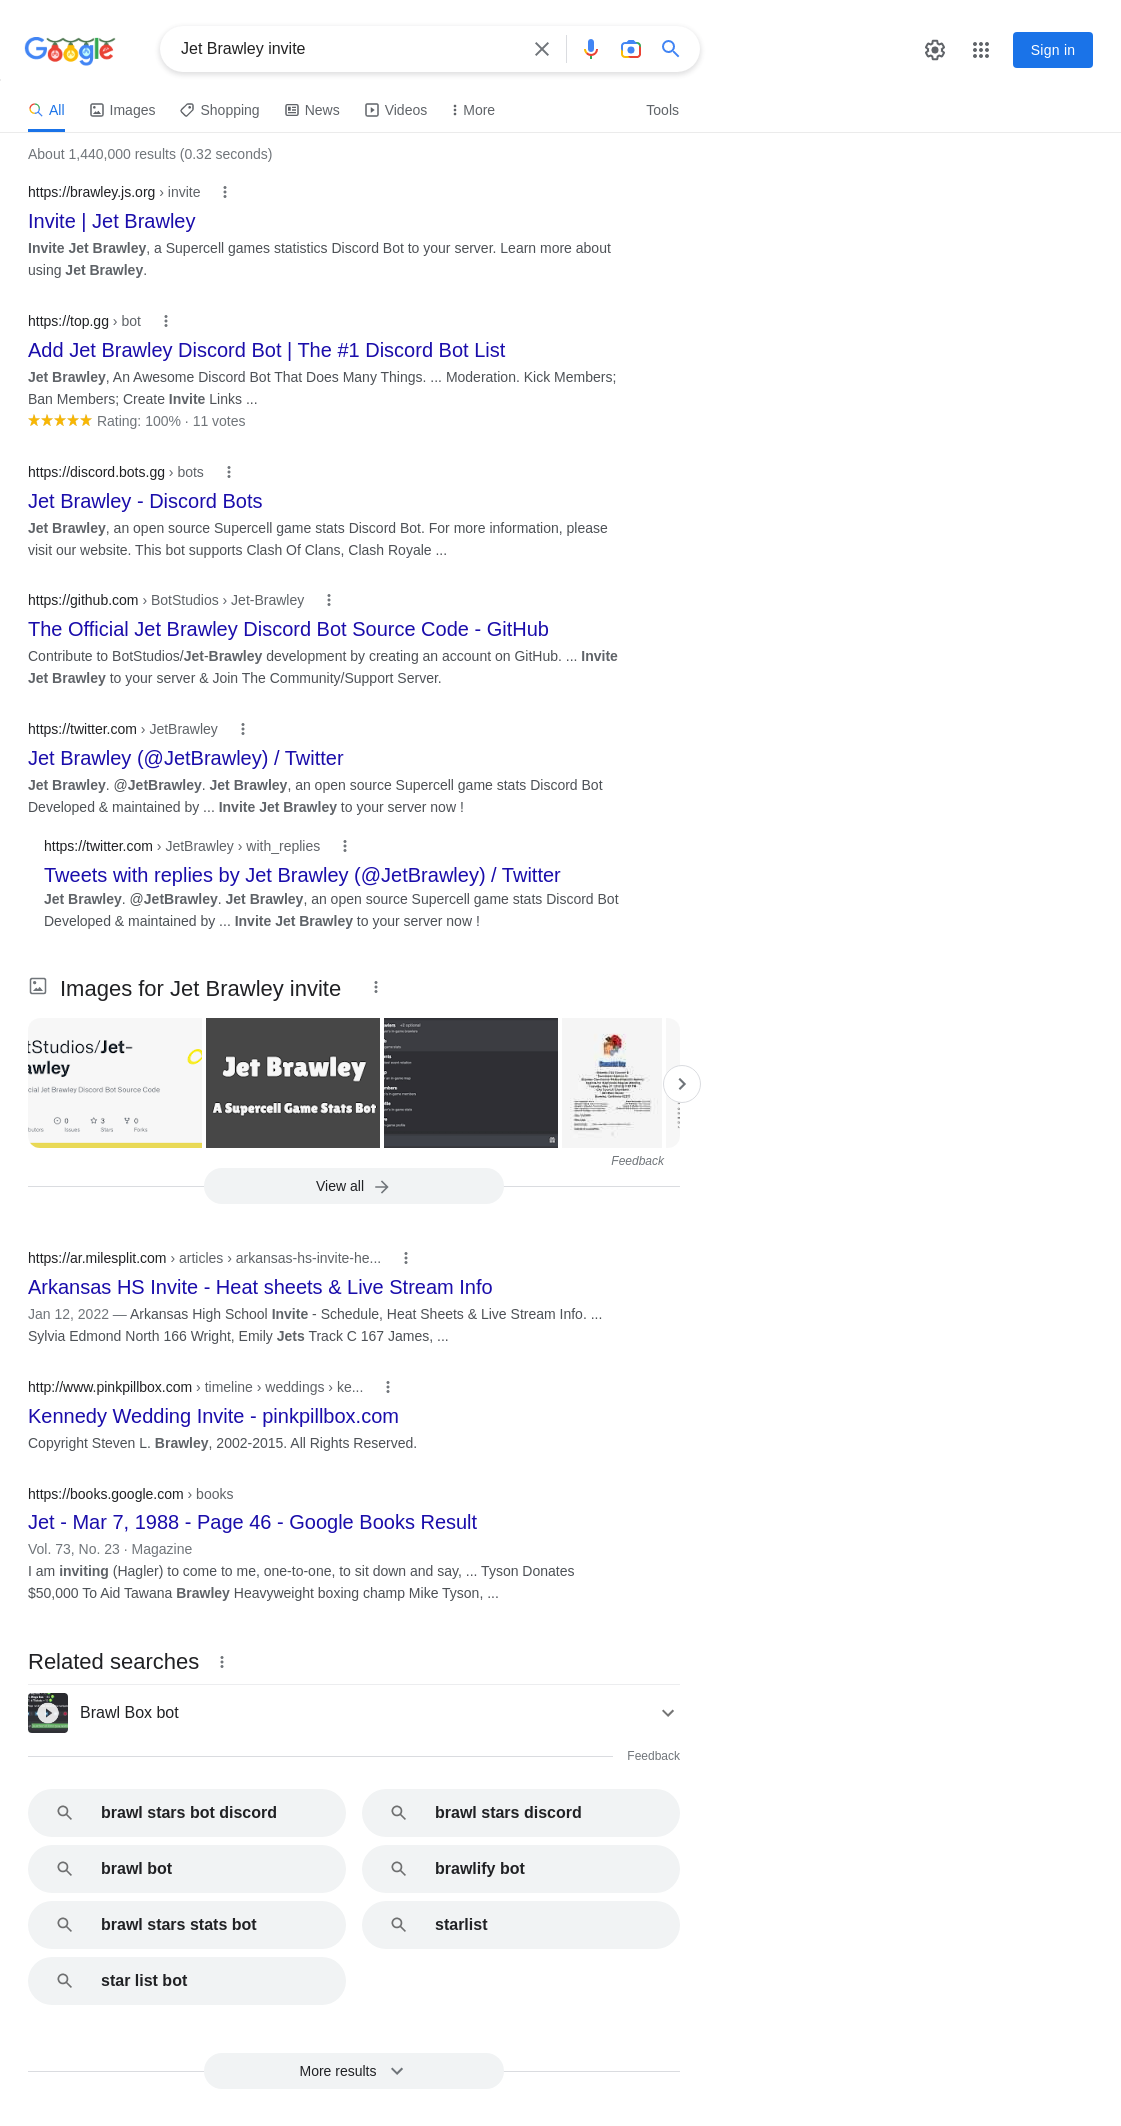 Google
Jet Brawley invite
Sign in
All
Images
Shopping
News
Videos
More
Tools
About 1,440,000 results (0.32 seconds)
https://brawley.js.org › invite
Invite | Jet Brawley
Invite Jet Brawley, a Supercell games statistics Discord Bot to your server. Learn more about
using Jet Brawley.
https://top.gg › bot
Add Jet Brawley Discord Bot | The #1 Discord Bot List
Jet Brawley, An Awesome Discord Bot That Does Many Things. ... Moderation. Kick Members;
Ban Members; Create Invite Links ...
Rating: 100% · 11 votes
https://discord.bots.gg › bots
Jet Brawley - Discord Bots
Jet Brawley, an open source Supercell game stats Discord Bot. For more information, please
visit our website. This bot supports Clash Of Clans, Clash Royale ...
https://github.com › BotStudios › Jet-Brawley
The Official Jet Brawley Discord Bot Source Code - GitHub
Contribute to BotStudios/Jet-Brawley development by creating an account on GitHub. ... Invite
Jet Brawley to your server & Join The Community/Support Server.
https://twitter.com › JetBrawley
Jet Brawley (@JetBrawley) / Twitter
Jet Brawley. @JetBrawley. Jet Brawley, an open source Supercell game stats Discord Bot
Developed & maintained by ... Invite Jet Brawley to your server now !
https://twitter.com › JetBrawley › with_replies
Tweets with replies by Jet Brawley (@JetBrawley) / Twitter
Jet Brawley. @JetBrawley. Jet Brawley, an open source Supercell game stats Discord Bot
Developed & maintained by ... Invite Jet Brawley to your server now !
Images for Jet Brawley invite
tStudios/Jet-
awley
cial Jet Brawley Discord Bot Source Code
0
3
0
Issues
Stars
Forks
Jet Brawley
A Supercell Game Stats Bot
Feedback
View all
https://ar.milesplit.com › articles › arkansas-hs-invite-he...
Arkansas HS Invite - Heat sheets & Live Stream Info
Jan 12, 2022 — Arkansas High School Invite - Schedule, Heat Sheets & Live Stream Info. ...
Sylvia Edmond North 166 Wright, Emily Jets Track C 167 James, ...
http://www.pinkpillbox.com › timeline › weddings › ke...
Kennedy Wedding Invite - pinkpillbox.com
Copyright Steven L. Brawley, 2002-2015. All Rights Reserved.
https://books.google.com › books
Jet - Mar 7, 1988 - Page 46 - Google Books Result
Vol. 73, No. 23 · Magazine
I am inviting (Hagler) to come to me, one-to-one, to sit down and say, ... Tyson Donates
$50,000 To Aid Tawana Brawley Heavyweight boxing champ Mike Tyson, ...
Related searches
Brawl Box bot
Feedback
brawl stars bot discord
brawl stars discord
brawl bot
brawlify bot
brawl stars stats bot
starlist
star list bot
More results